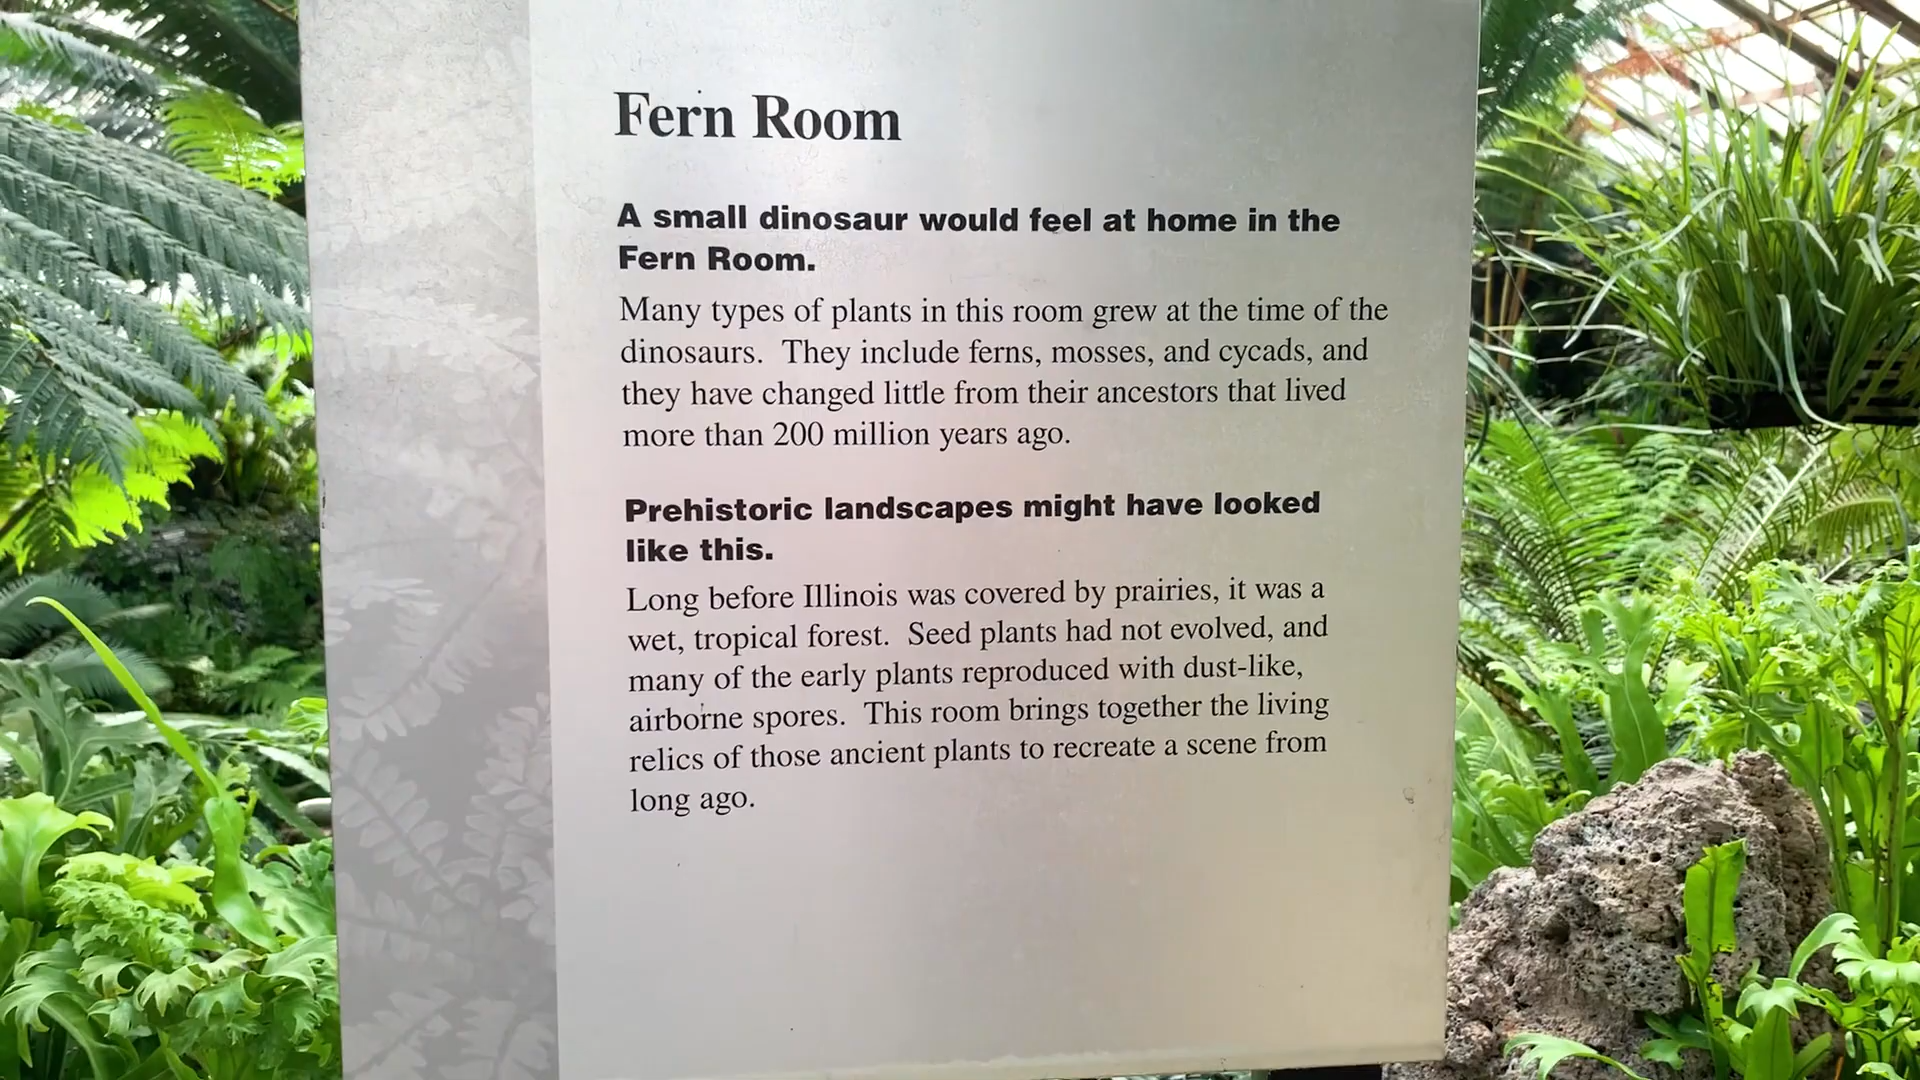 Fern Room
A small dinosaur would feel at home in the
Fern Room.
Many types of plants in this room grew at the time of the
dinosaurs. They include ferns, mosses, and cycads, and
they have changed little from their ancestors that lived
more than 200 million years ago.
Prehistoric landscapes might have looked
like this.
Long before Illinois was covered by prairies, it was a
wet, tropical forest. Seed plants had not evolved, and
many of the early plants reproduced with dust-like,
airborne spores. This room brings together the living
relics of those ancient plants to recreate a scene from
long ago.